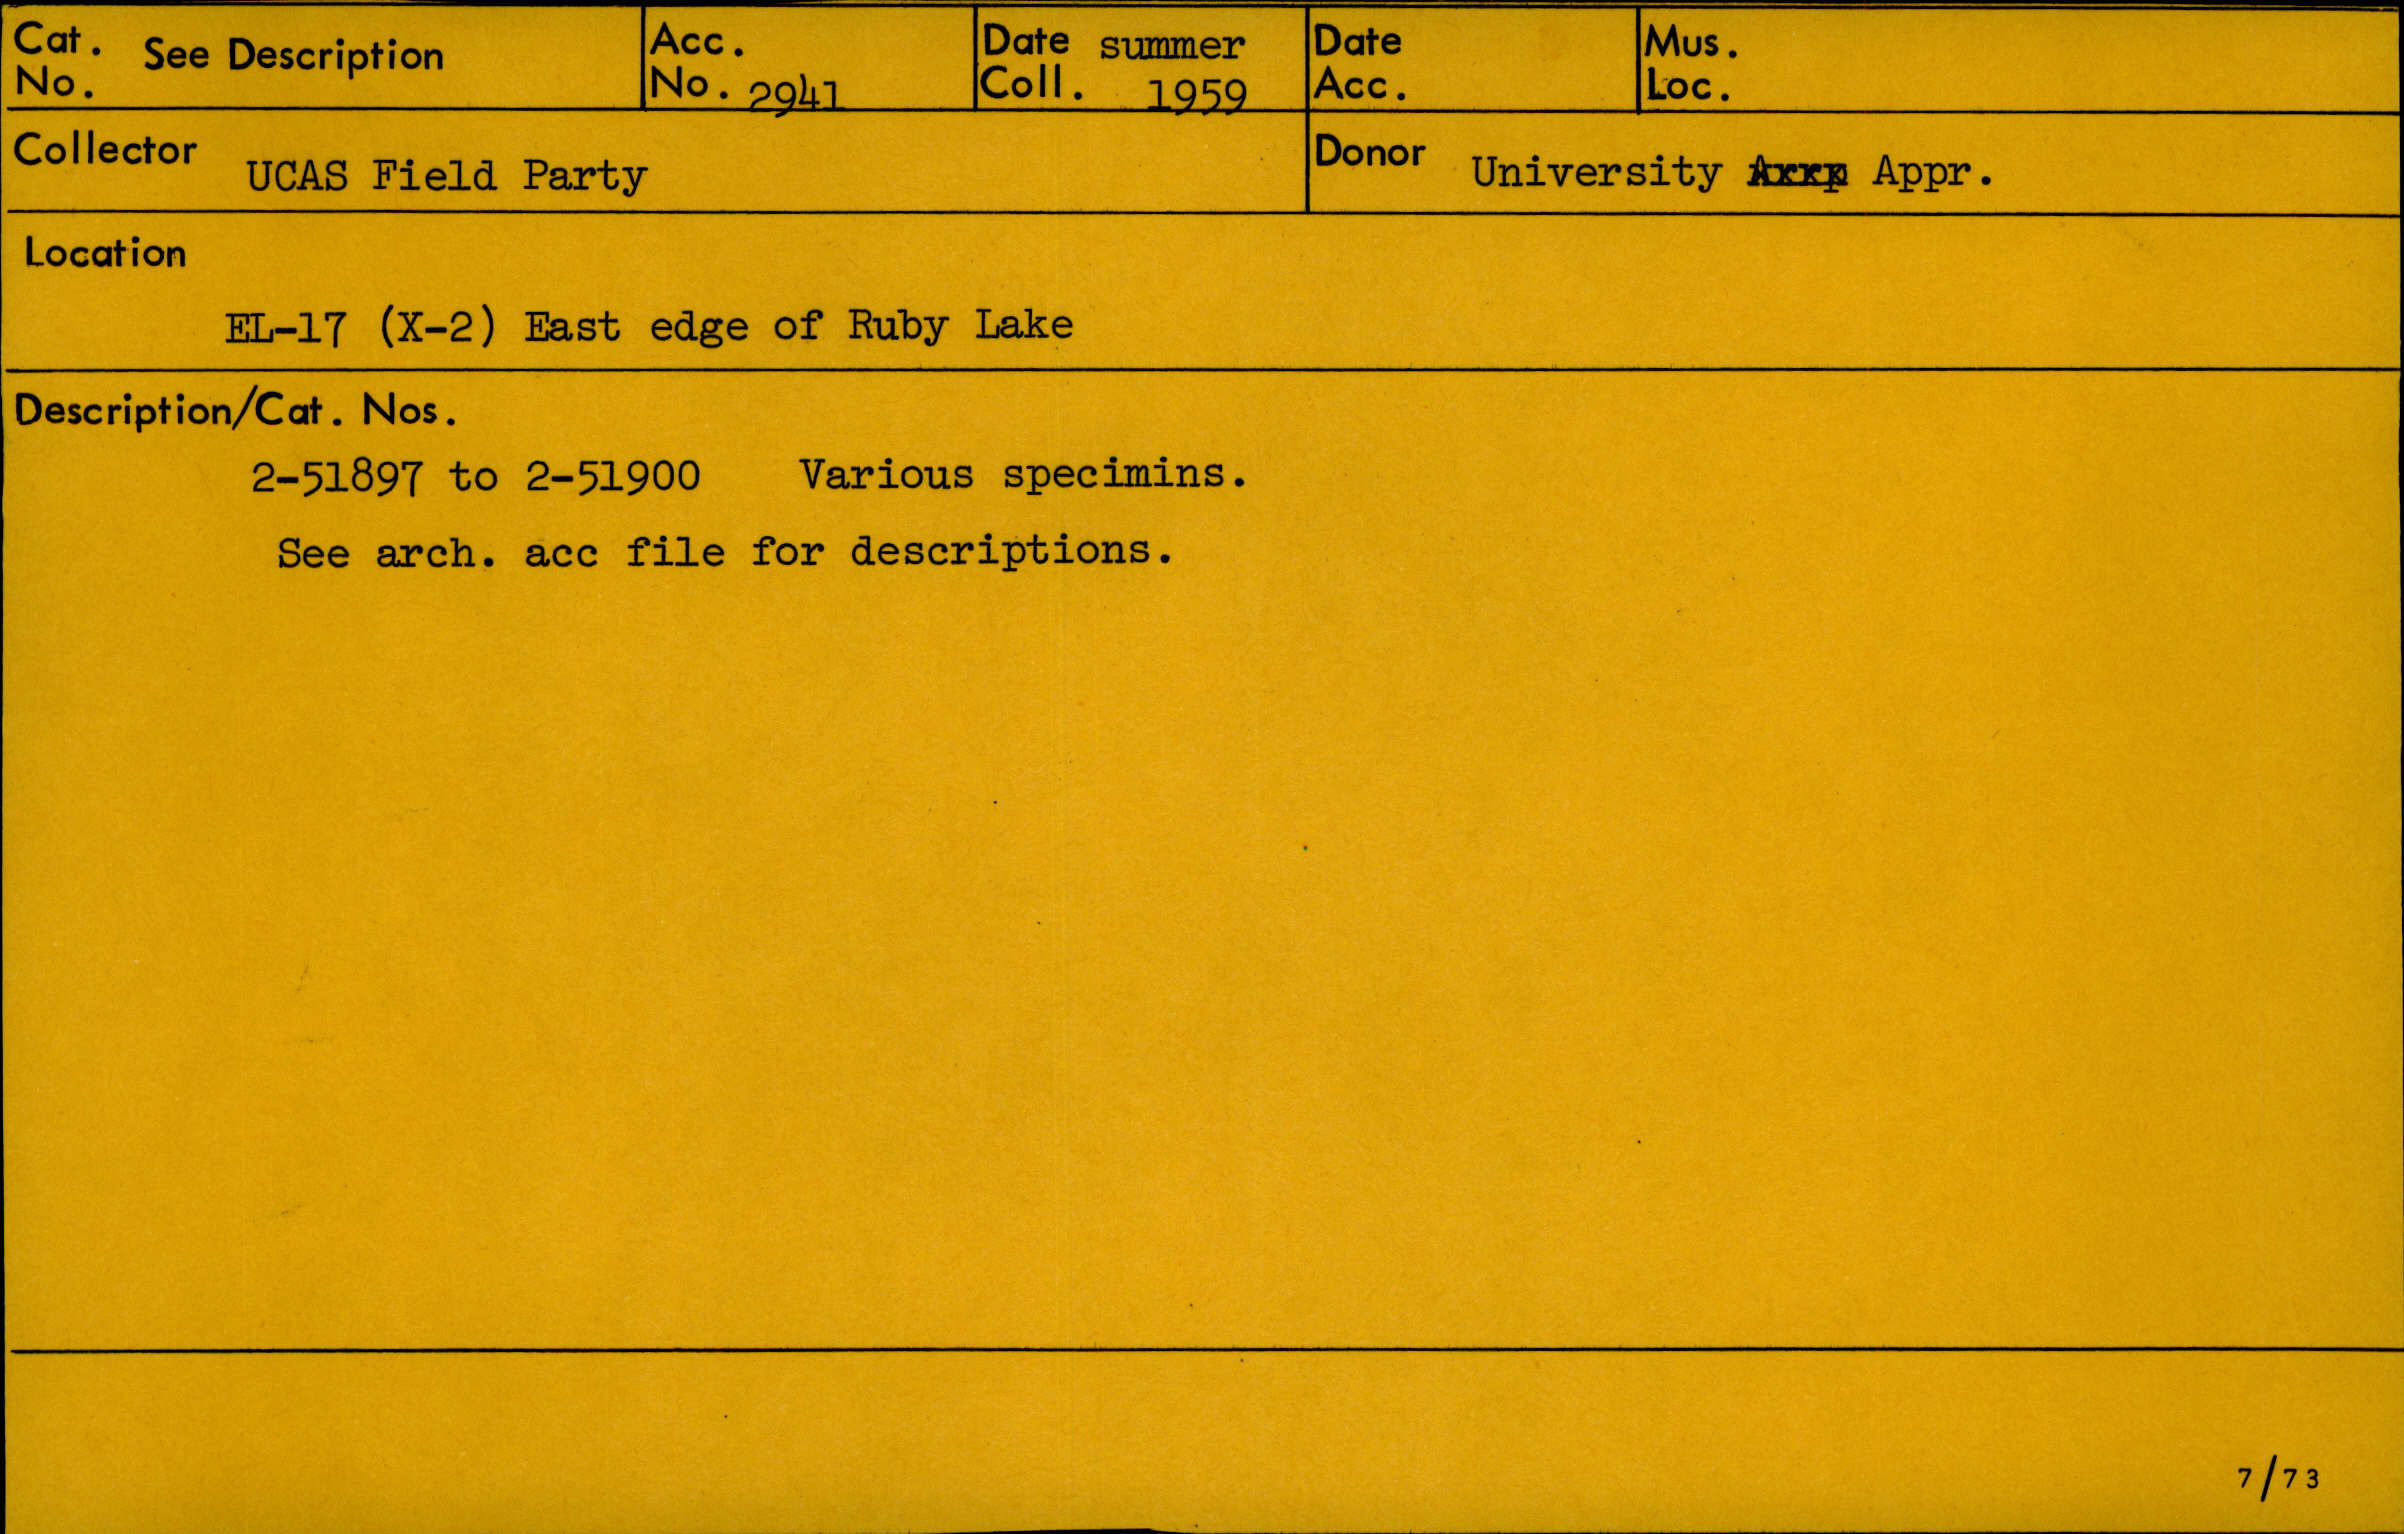 Cat. No. See Description
Acc. No. 2941
Date Coll. summer 1959
Date Acc.
Mus. Loc.
Collector UCAS Field Party
Donor University Appr.
Location
EL-17 (X-2) East edge of Ruby Lake
Description/Cat. Nos.
2-51897 to 2-51900 Various specimins.
See arch. acc file for descriptions.
7/73